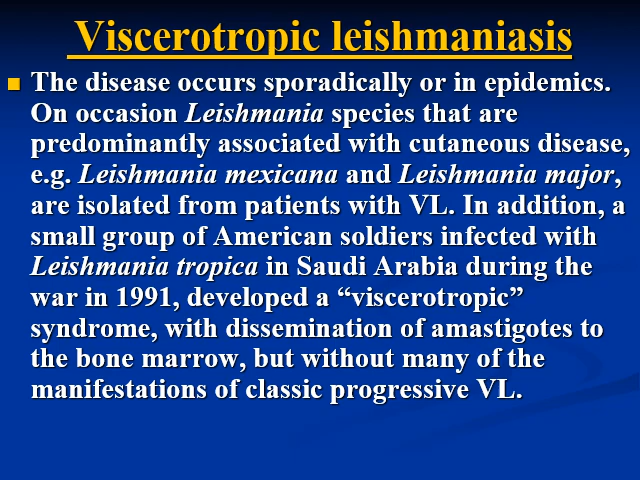 Viscerotropic leishmaniasis
The disease occurs sporadically or in epidemics.
On occasion Leishmania species that are
predominantly associated with cutaneous disease,
e.g. Leishmania mexicana and Leishmania major,
are isolated from patients with VL. In addition, a
small group of American soldiers infected with
Leishmania tropica in Saudi Arabia during the
war in 1991, developed a “viscerotropic”
syndrome, with dissemination of amastigotes to
the bone marrow, but without many of the
manifestations of classic progressive VL.